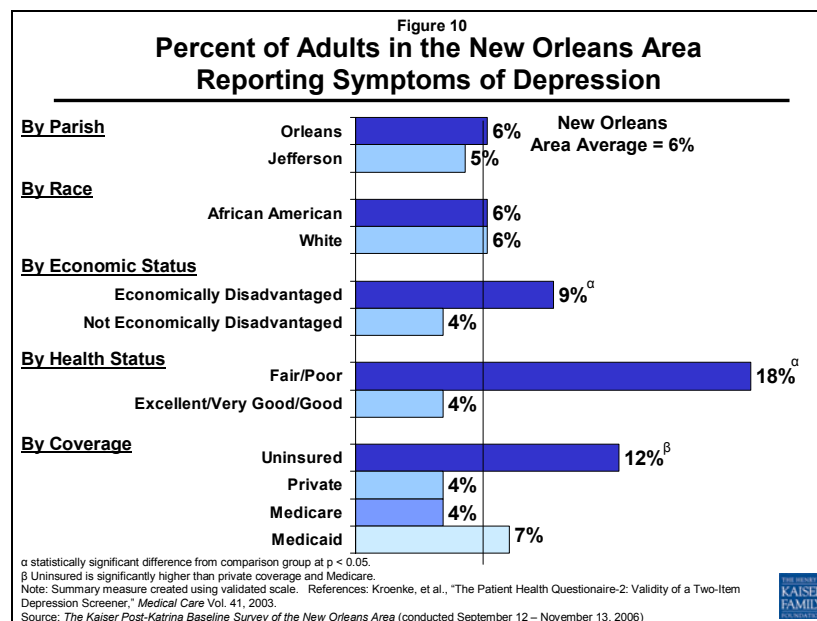 Figure 10
Percent of Adults in the New Orleans Area
Reporting Symptoms of Depression
By Parish
Orleans 6%
Jefferson 5%
New Orleans
Area Average = 6%
By Race
African American 6%
White 6%
By Economic Status
Economically Disadvantaged 9%α
Not Economically Disadvantaged 4%
By Health Status
Fair/Poor 18%α
Excellent/Very Good/Good 4%
By Coverage
Uninsured 12%β
Private 4%
Medicare 4%
Medicaid 7%
α statistically significant difference from comparison group at p < 0.05.
β Uninsured is significantly higher than private coverage and Medicare.
Note: Summary measure created using validated scale. References: Kroenke, et al., “The Patient Health Questionaire-2: Validity of a Two-Item
Depression Screener,” Medical Care Vol. 41, 2003.
Source: The Kaiser Post-Katrina Baseline Survey of the New Orleans Area (conducted September 12 – November 13, 2006)
THE HENRY
KAISER
FAMILY
FOUNDATION